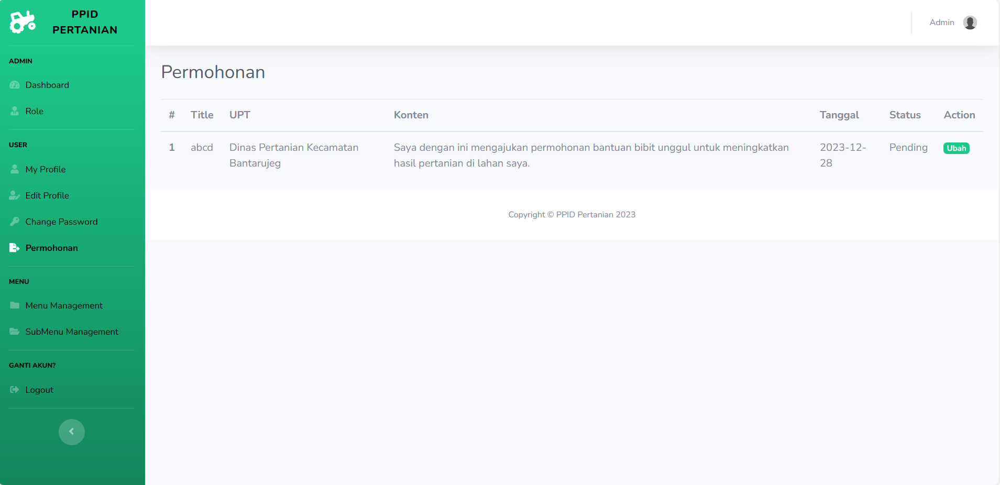 PPID
PERTANIAN
ADMIN
Dashboard
Role
USER
My Profile
Edit Profile
Change Password
Permohonan
MENU
Menu Management
SubMenu Management
GANTI AKUN?
Logout
Admin
Permohonan
# Title UPT Konten Tanggal Status Action
1 abcd Dinas Pertanian Kecamatan Saya dengan ini mengajukan permohonan bantuan bibit unggul untuk meningkatkan 2023-12- Pending Ubah
Bantarujeg hasil pertanian di lahan saya. 28
Copyright © PPID Pertanian 2023